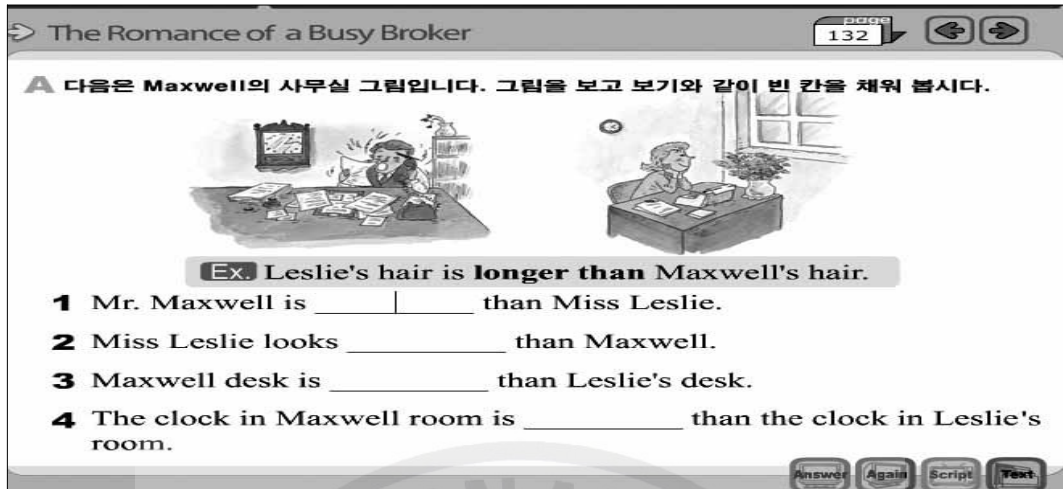 The Romance of a Busy Broker
page
132
A 다음은 Maxwell의 사무실 그림입니다. 그림을 보고 보기와 같이 빈 칸을 채워 봅시다.
Ex. Leslie's hair is longer than Maxwell's hair.
1 Mr. Maxwell is __________ than Miss Leslie.
2 Miss Leslie looks __________ than Maxwell.
3 Maxwell desk is __________ than Leslie's desk.
4 The clock in Maxwell room is __________ than the clock in Leslie's
room.
Answer Again Script Text